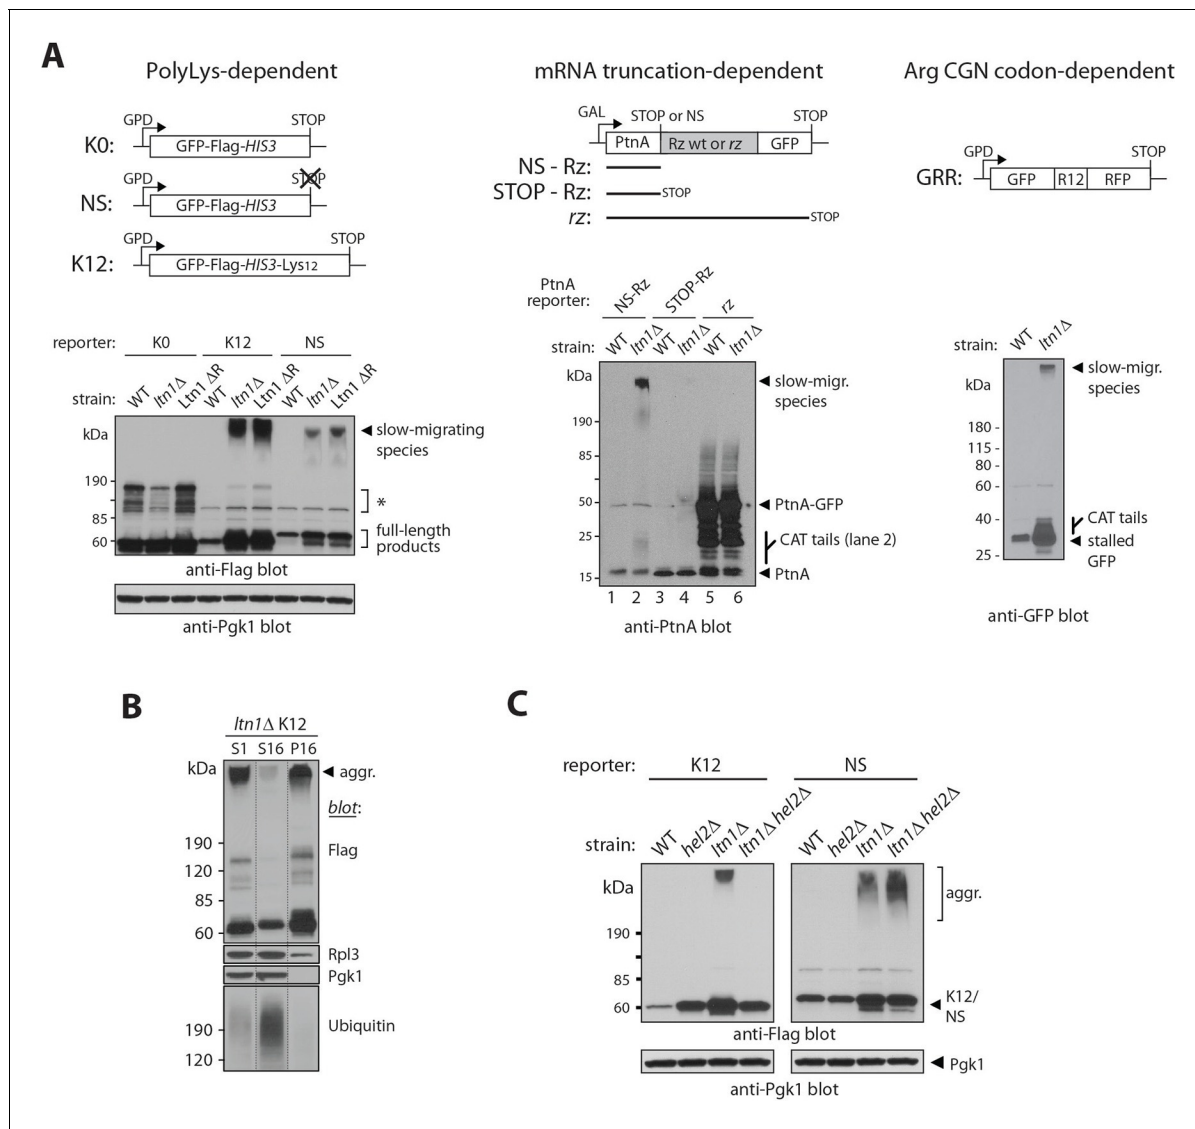 A
PolyLys-dependent
GPD
STOP
K0:
GFP-Flag-HIS3
GPD
STOP
NS:
GFP-Flag-HIS3
GPD
STOP
K12:
GFP-Flag-HIS3-Lys12
reporter:
K0
K12
NS
strain:
WT
ltn1Δ
Ltn1 ΔR
WT
ltn1Δ
Ltn1 ΔR
WT
ltn1Δ
Ltn1 ΔR
kDa
slow-migrating
species
190
*
85
full-length
products
60
anti-Flag blot
anti-Pgk1 blot
mRNA truncation-dependent
GAL
STOP or NS
STOP
PtnA
Rz wt or rz
GFP
NS - Rz:
STOP - Rz:
STOP
rz:
STOP
PtnA
reporter:
NS-Rz
STOP-Rz
rz
strain:
WT
ltn1Δ
WT
ltn1Δ
WT
ltn1Δ
kDa
slow-migr.
species
190
85
50
PtnA-GFP
25
CAT tails (lane 2)
15
PtnA
1 2 3 4 5 6
anti-PtnA blot
Arg CGN codon-dependent
GPD
STOP
GRR:
GFP
R12
RFP
strain:
WT
ltn1Δ
kDa
slow-migr.
species
180
115
80
60
40
CAT tails
stalled
GFP
25
anti-GFP blot
B
ltn1Δ K12
S1 S16 P16
kDa
aggr.
blot:
190
Flag
120
85
60
Rpl3
Pgk1
190
Ubiquitin
120
C
reporter:
K12
NS
strain:
WT
hel2Δ
ltn1Δ
ltn1Δ hel2Δ
WT
hel2Δ
ltn1Δ
ltn1Δ hel2Δ
kDa
aggr.
190
85
60
K12/
NS
anti-Flag blot
Pgk1
anti-Pgk1 blot